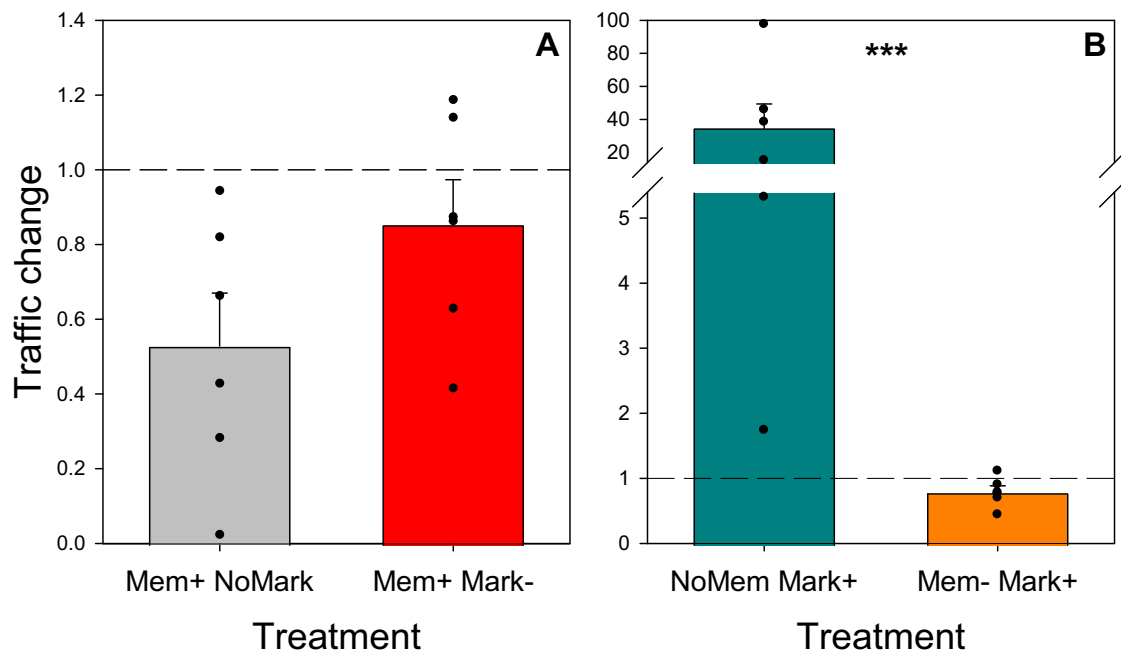 Traffic change
1.4
1.2
1.0
0.8
0.6
0.4
0.2
0.0
A
Mem+ NoMark
Mem+ Mark-
Treatment
100
80
60
40
20
5
4
3
2
1
0
***
B
NoMem Mark+
Mem- Mark+
Treatment